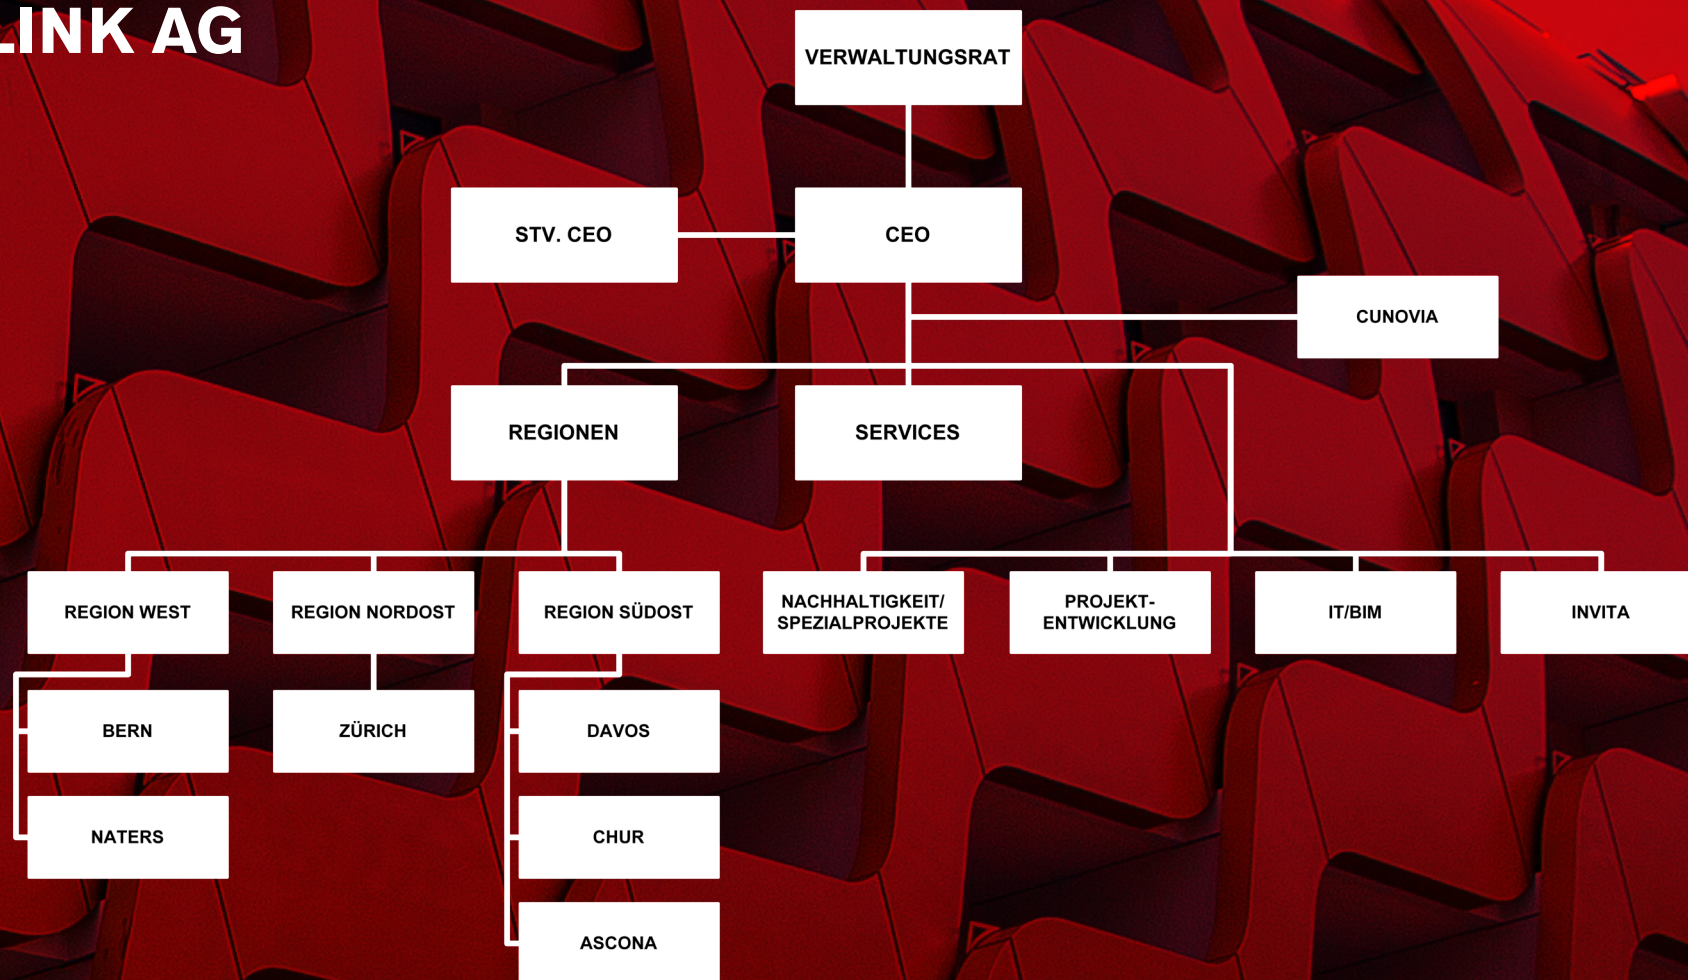 LINK AG
VERWALTUNGSRAT
STV. CEO
CEO
CUNOVIA
REGIONEN
SERVICES
REGION WEST
REGION NORDOST
REGION SÜDOST
NACHHALTIGKEIT/
SPEZIALPROJEKTE
PROJEKT-
ENTWICKLUNG
IT/BIM
INVITA
BERN
ZÜRICH
DAVOS
NATERS
CHUR
ASCONA